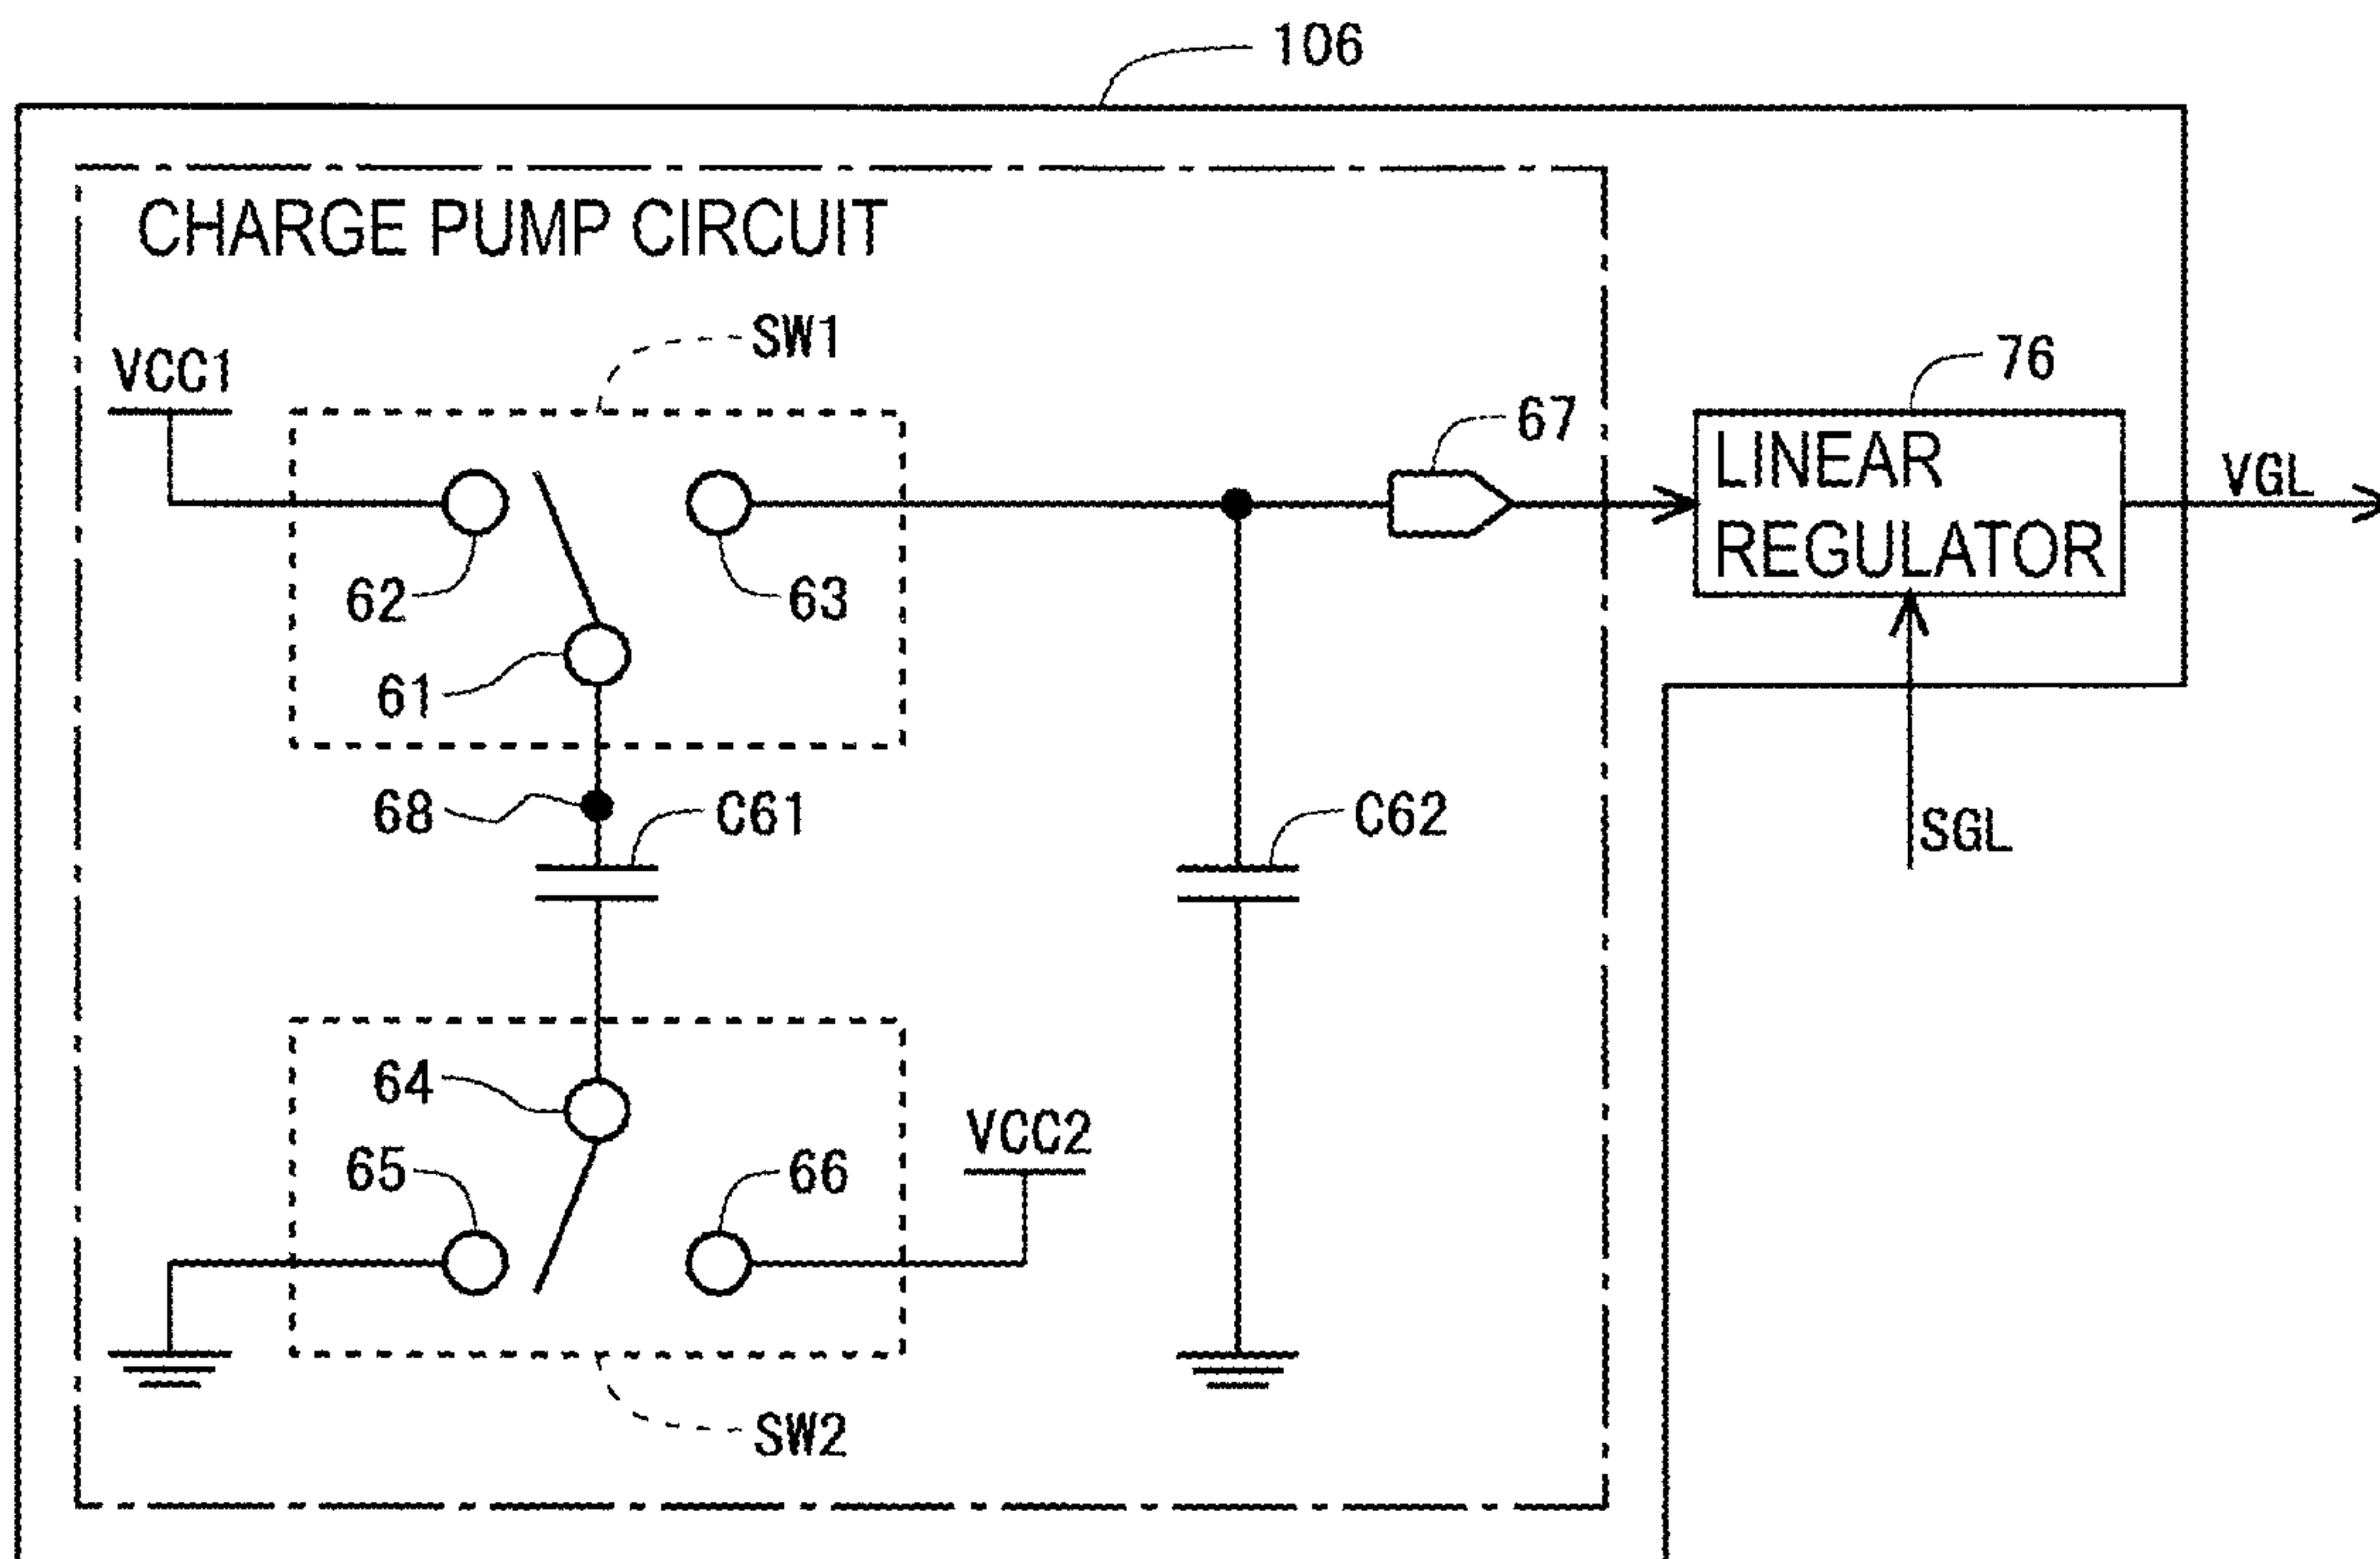 106
CHARGE PUMP CIRCUIT
SW1
VCC1
76
67
LINEAR
REGULATOR
VGL
62
63
61
68
C61
C62
SGL
64
VCC2
65
66
SW2